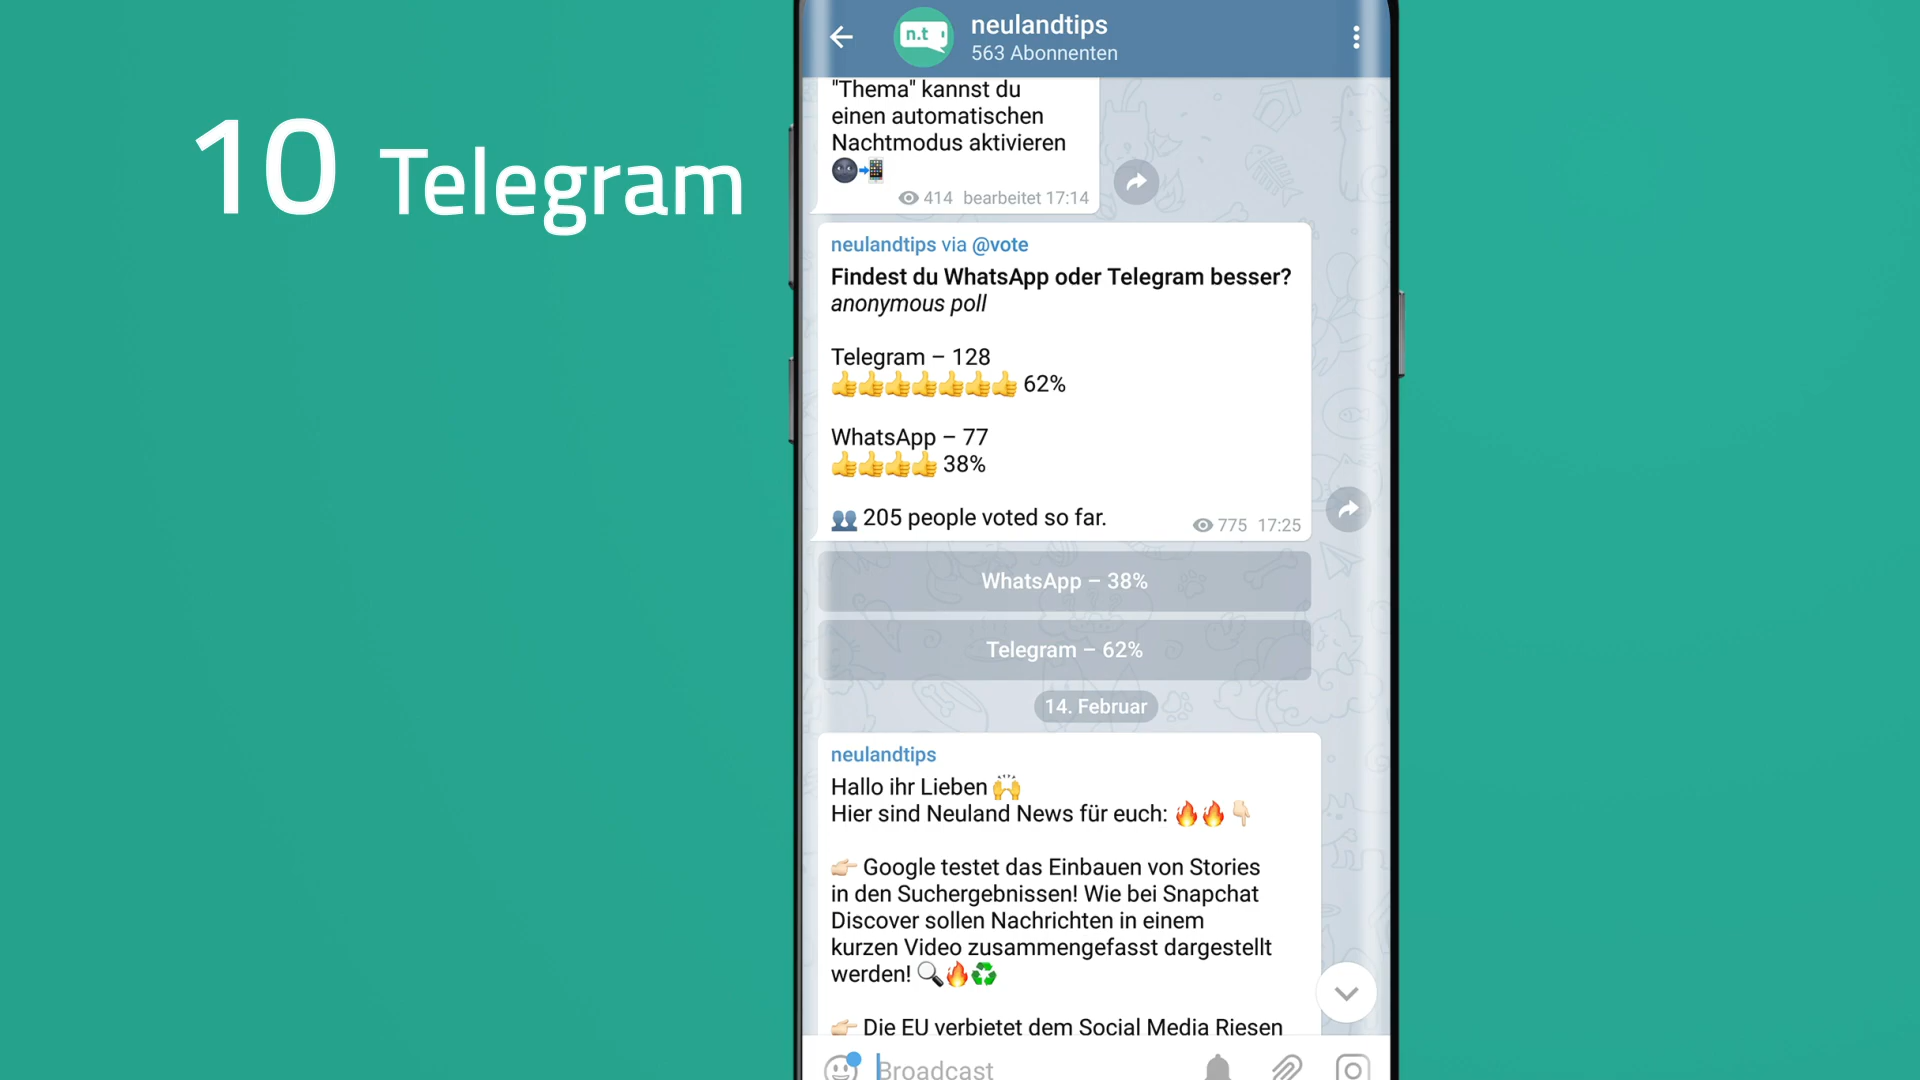 10 Telegram
n.t
neulandtips
563 Abonnenten
"Thema" kannst du
einen automatischen
Nachtmodus aktivieren
🌚➡📲
414 bearbeitet 17:14
neulandtips via @vote
Findest du WhatsApp oder Telegram besser?
anonymous poll
Telegram – 128
👍👍👍👍👍👍👍 62%
WhatsApp – 77
👍👍👍👍 38%
👥 205 people voted so far.
775 17:25
WhatsApp – 38%
Telegram – 62%
14. Februar
neulandtips
Hallo ihr Lieben 🙌
Hier sind Neuland News für euch: 🔥🔥👇🏻
👉🏻 Google testet das Einbauen von Stories
in den Suchergebnissen! Wie bei Snapchat
Discover sollen Nachrichten in einem
kurzen Video zusammengefasst dargestellt
werden! 🔍🔥♻
👉🏻 Die EU verbietet dem Social Media Riesen
Broadcast